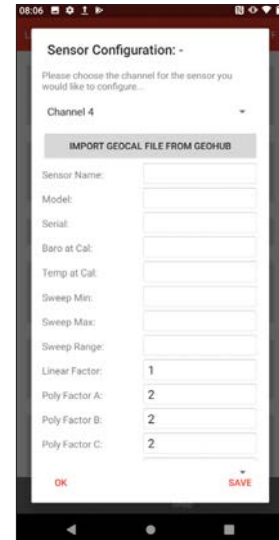 08:06
Sensor Configuration: -
Please choose the channel for the sensor you
would like to configure...
Channel 4
IMPORT GEOCAL FILE FROM GEOHUB
Sensor Name:
Model:
Serial:
Baro at Cal:
Temp at Cal:
Sweep Min:
Sweep Max:
Sweep Range:
Linear Factor: 1
Poly Factor A: 2
Poly Factor B: 2
Poly Factor C: 2
OK SAVE